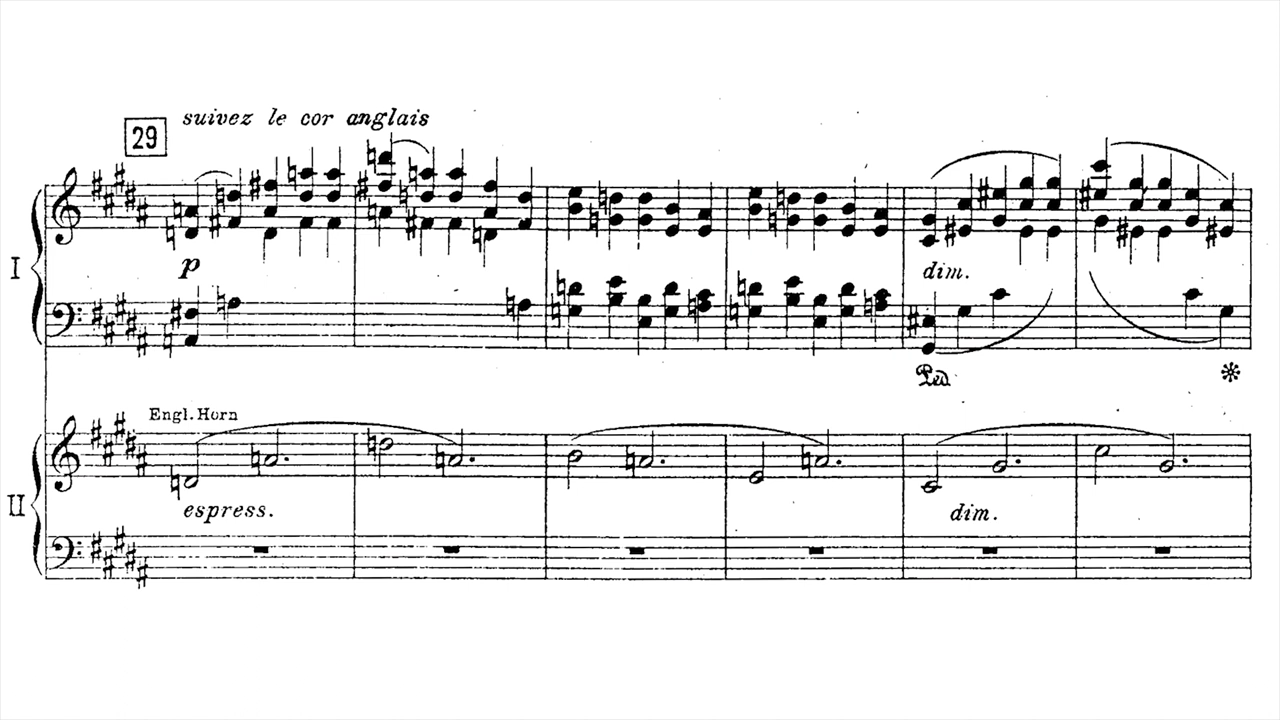 29 suivez le cor anglais
I
p dim.
Ped
Engl. Horn
II
espress. dim.